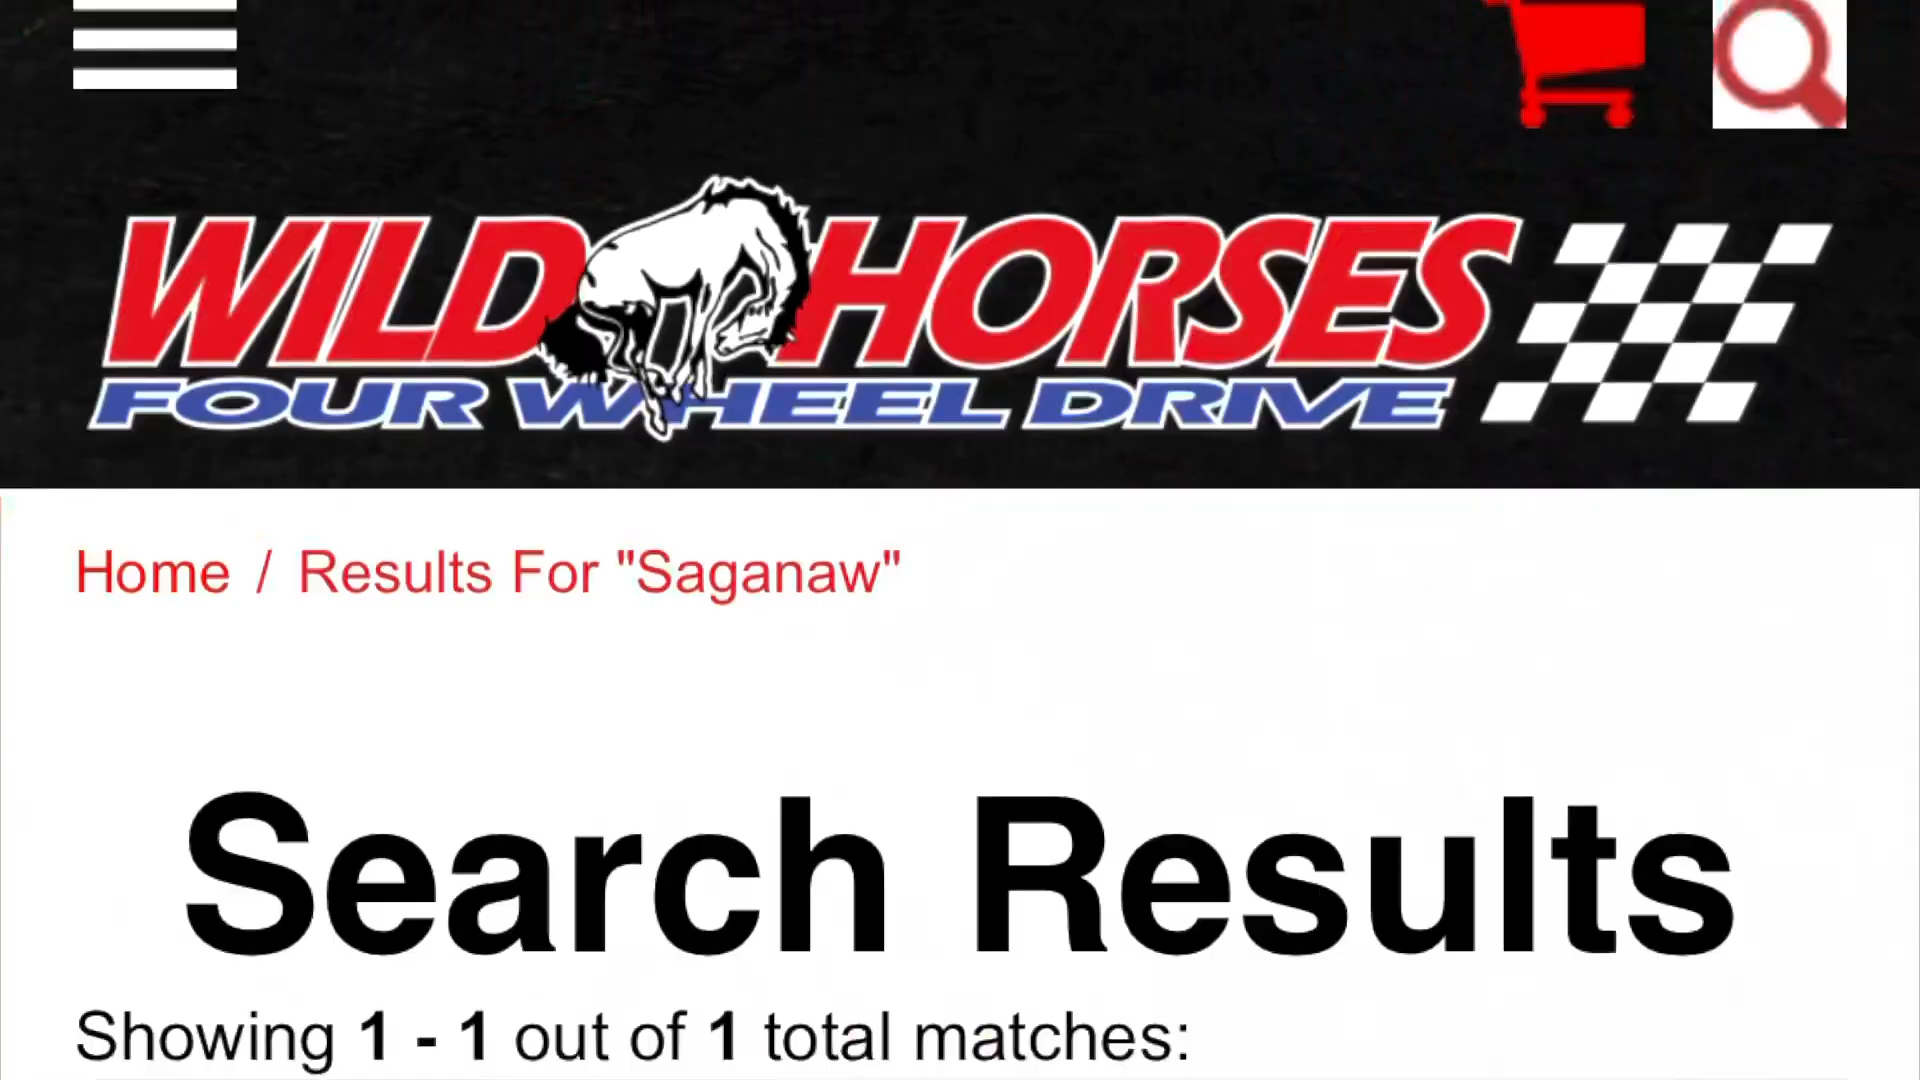 WILD HORSES
FOUR WHEEL DRIVE
Home / Results For "Saganaw"
Search Results
Showing 1 - 1 out of 1 total matches: